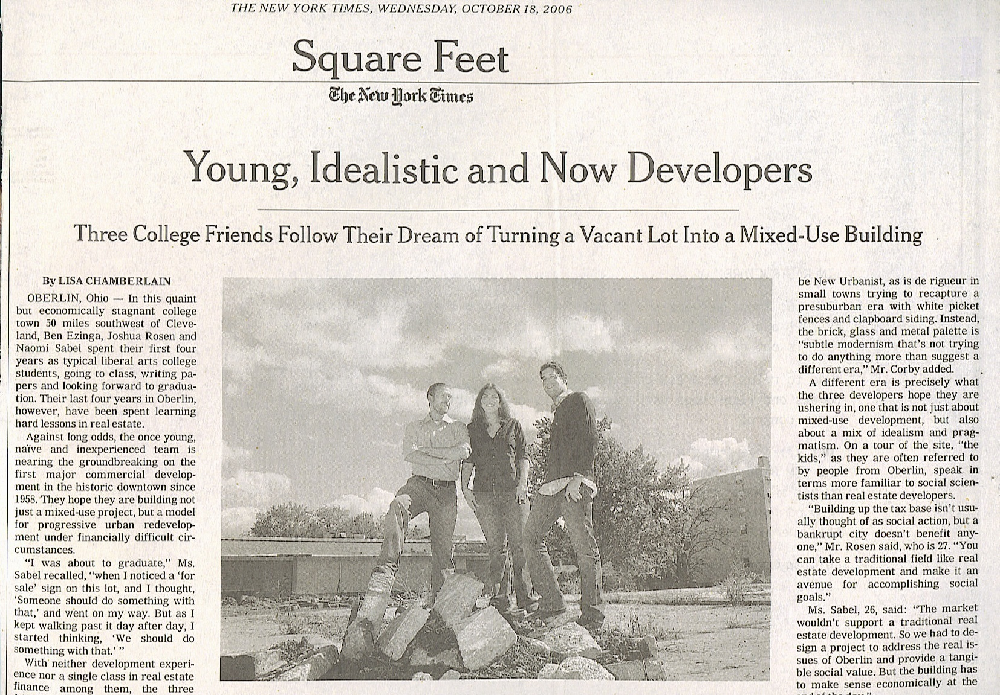 THE NEW YORK TIMES, WEDNESDAY, OCTOBER 18, 2006
Square Feet
The New York Times
Young, Idealistic and Now Developers
Three College Friends Follow Their Dream of Turning a Vacant Lot Into a Mixed-Use Building
By LISA CHAMBERLAIN
OBERLIN, Ohio — In this quaint
but economically stagnant college
town 50 miles southwest of Cleve-
land, Ben Ezinga, Joshua Rosen and
Naomi Sabel spent their first four
years as typical liberal arts college
students, going to class, writing pa-
pers and looking forward to gradua-
tion. Their last four years in Oberlin,
however, have been spent learning
hard lessons in real estate.
Against long odds, the once young,
naïve and inexperienced team is
nearing the groundbreaking on the
first major commercial develop-
ment in the historic downtown since
1958. They hope they are building not
just a mixed-use project, but a model
for progressive urban redevelop-
ment under financially difficult cir-
cumstances.
“I was about to graduate,” Ms.
Sabel recalled, “when I noticed a ‘for
sale’ sign on this lot, and I thought,
‘Someone should do something with
that,’ and went on my way. But as I
kept walking past it day after day, I
started thinking, ‘We should do
something with that.’ ”
With neither development experi-
ence nor a single class in real estate
finance among them, the three
be New Urbanist, as is de rigueur in
small towns trying to recapture a
presuburban era with white picket
fences and clapboard siding. Instead,
the brick, glass and metal palette is
“subtle modernism that’s not trying
to do anything more than suggest a
different era,” Mr. Corby added.
A different era is precisely what
the three developers hope they are
ushering in, one that is not just about
mixed-use development, but also
about a mix of idealism and prag-
matism. On a tour of the site, “the
kids,” as they are often referred to
by people from Oberlin, speak in
terms more familiar to social scien-
tists than real estate developers.
“Building up the tax base isn’t usu-
ally thought of as social action, but a
bankrupt city doesn’t benefit any-
one,” Mr. Rosen said, who is 27. “You
can take a traditional field like real
estate development and make it an
avenue for accomplishing social
goals.”
Ms. Sabel, 26, said: “The market
wouldn’t support a traditional real
estate development. So we had to de-
sign a project to address the real is-
sues of Oberlin and provide a tangi-
ble social value. But the building has
to make sense economically at the